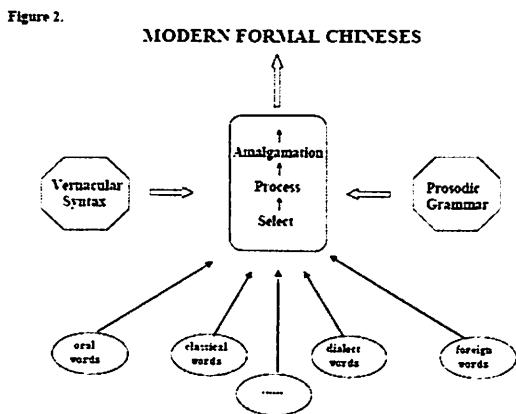 Figure 2.
MODERN FORMAL CHINESES
Amalgamation
Process
Select
Vernacular
Syntax
Prosodic
Grammar
oral
words
classical
words
......
dialect
words
foreign
words